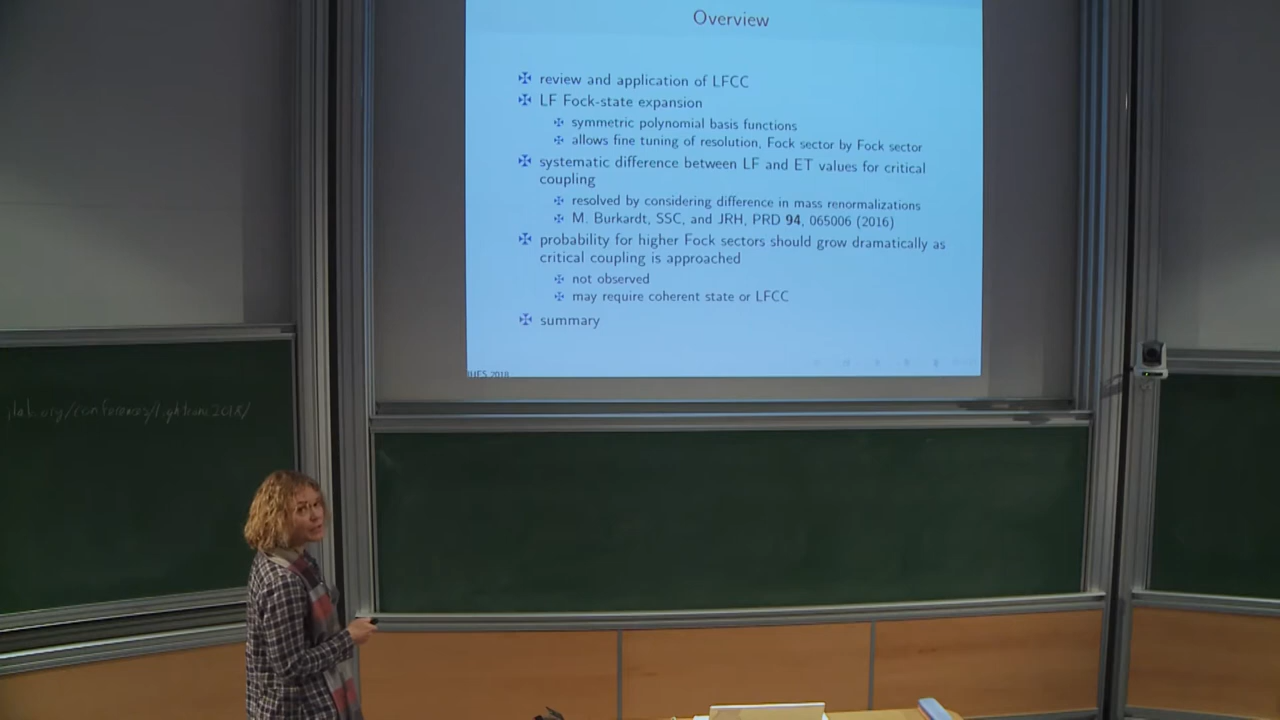 Overview
review and application of LFCC
LF Fock-state expansion
symmetric polynomial basis functions
allows fine tuning of resolution, Fock sector by Fock sector
systematic difference between LF and ET values for critical
coupling
resolved by considering difference in mass renormalizations
M. Burkardt, SSC, and JRH, PRD 94, 065006 (2016)
probability for higher Fock sectors should grow dramatically as
critical coupling is approached
not observed
may require coherent state or LFCC
summary
IHES 2018